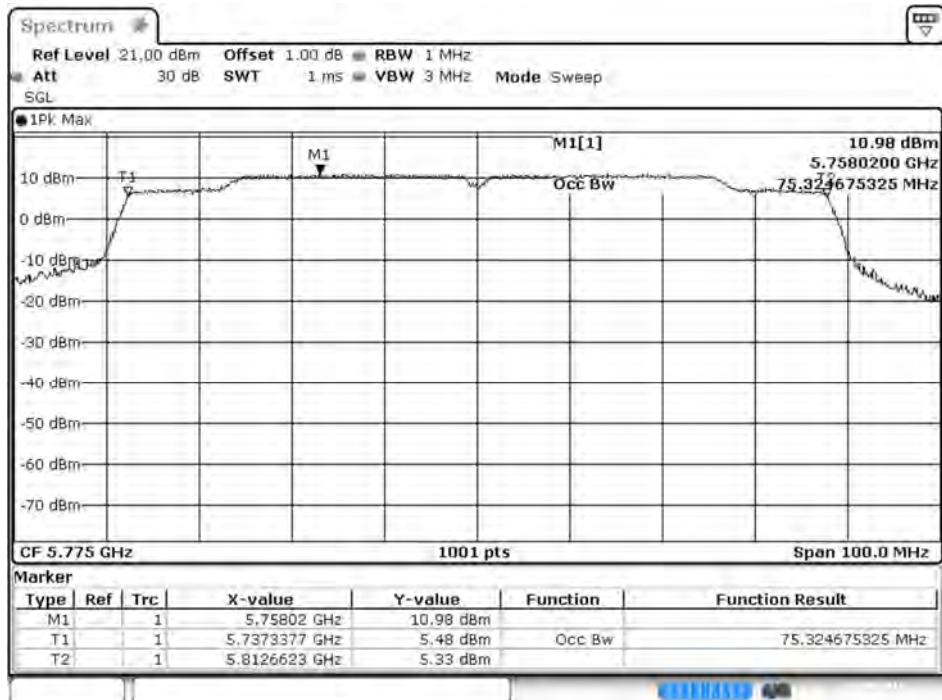 Spectrum
Ref Level 21.00 dBm Offset 1.00 dB RBW 1 MHz
Att 30 dB SWT 1 ms VBW 3 MHz Mode Sweep
SGL
1Pk Max
M1[1] 10.98 dBm
5.7580200 GHz
Occ Bw 75.324675325 MHz
M1
T1
T2
10 dBm
0 dBm
-10 dBm
-20 dBm
-30 dBm
-40 dBm
-50 dBm
-60 dBm
-70 dBm
CF 5.775 GHz 1001 pts Span 100.0 MHz
Marker
Type Ref Trc X-value Y-value Function Function Result
M1 1 5.75802 GHz 10.98 dBm
T1 1 5.7373377 GHz 5.48 dBm Occ Bw 75.324675325 MHz
T2 1 5.8126623 GHz 5.33 dBm